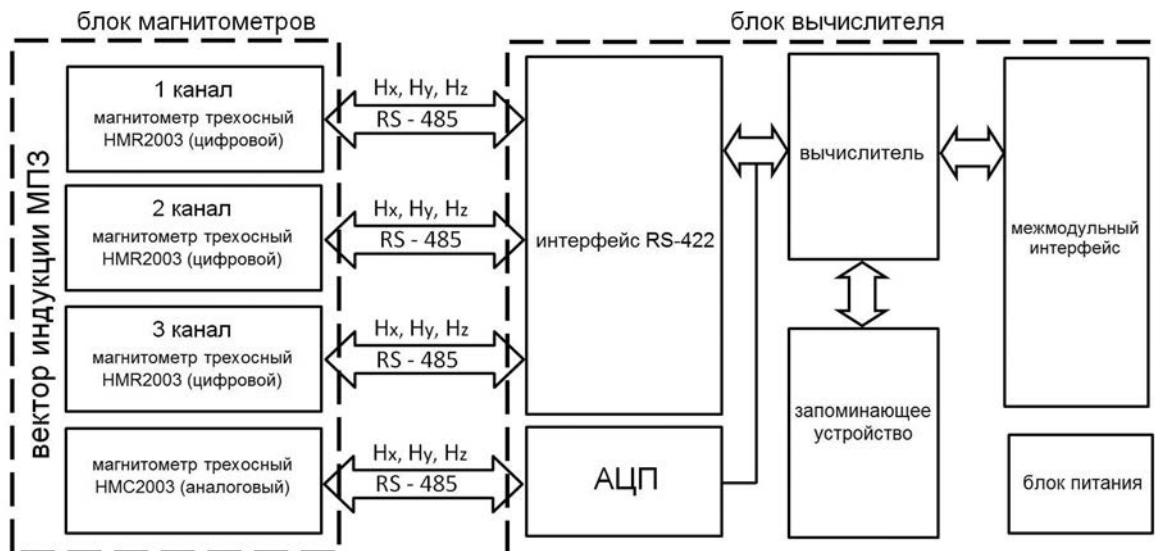 блок магнитометров
блок вычислителя
вектор индукции МПЗ
1 канал
магнитометр трехосный
HMR2003 (цифровой)
Hx, Hy, Hz
RS - 485
2 канал
магнитометр трехосный
HMR2003 (цифровой)
Hx, Hy, Hz
RS - 485
3 канал
магнитометр трехосный
HMR2003 (цифровой)
Hx, Hy, Hz
RS - 485
магнитометр трехосный
HMC2003 (аналоговый)
Hx, Hy, Hz
RS - 485
интерфейс RS-422
АЦП
вычислитель
запоминающее
устройство
межмодульный
интерфейс
блок питания